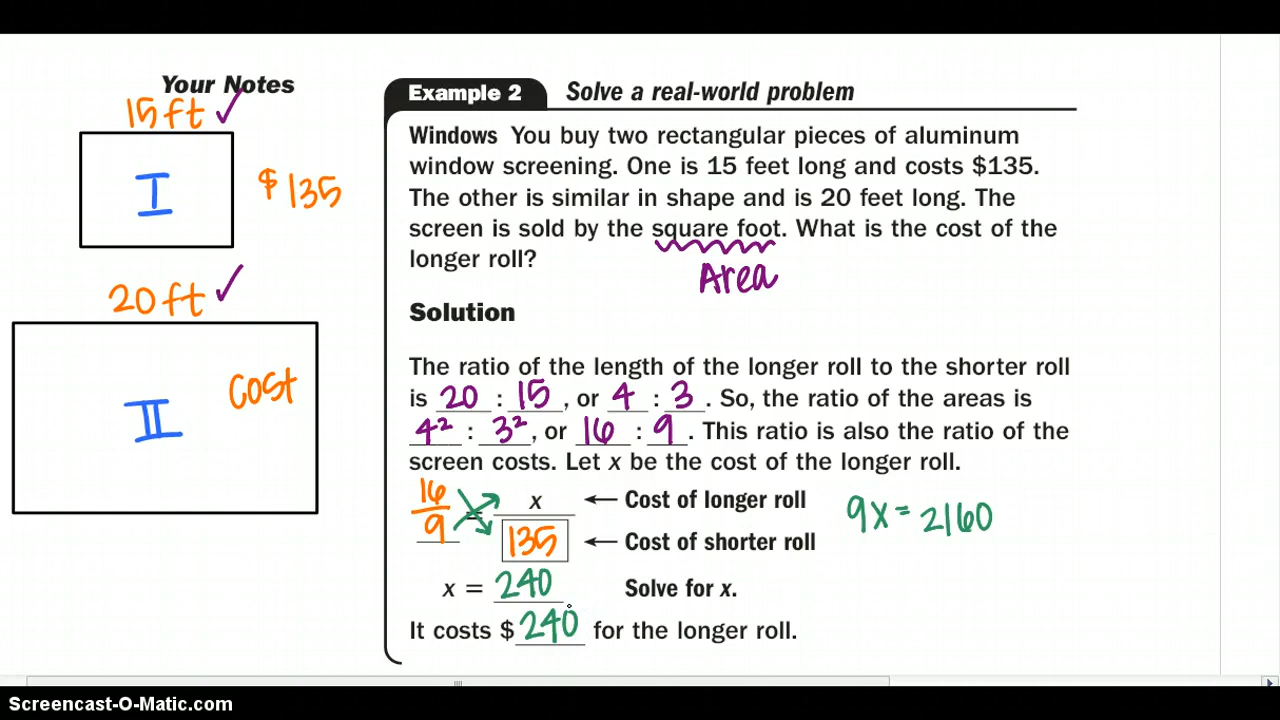 Your Notes
15 ft ✓
I
$135
20 ft ✓
II
Cost
Example 2 Solve a real-world problem
Windows You buy two rectangular pieces of aluminum
window screening. One is 15 feet long and costs $135.
The other is similar in shape and is 20 feet long. The
screen is sold by the square foot. What is the cost of the
longer roll?
Area
Solution
The ratio of the length of the longer roll to the shorter roll
is 20 : 15, or 4 : 3. So, the ratio of the areas is
4² : 3², or 16 : 9. This ratio is also the ratio of the
screen costs. Let x be the cost of the longer roll.
16/9 = x/135
← Cost of longer roll
← Cost of shorter roll
9x = 2160
x = 240 Solve for x.
It costs $240 for the longer roll.
Screencast-O-Matic.com